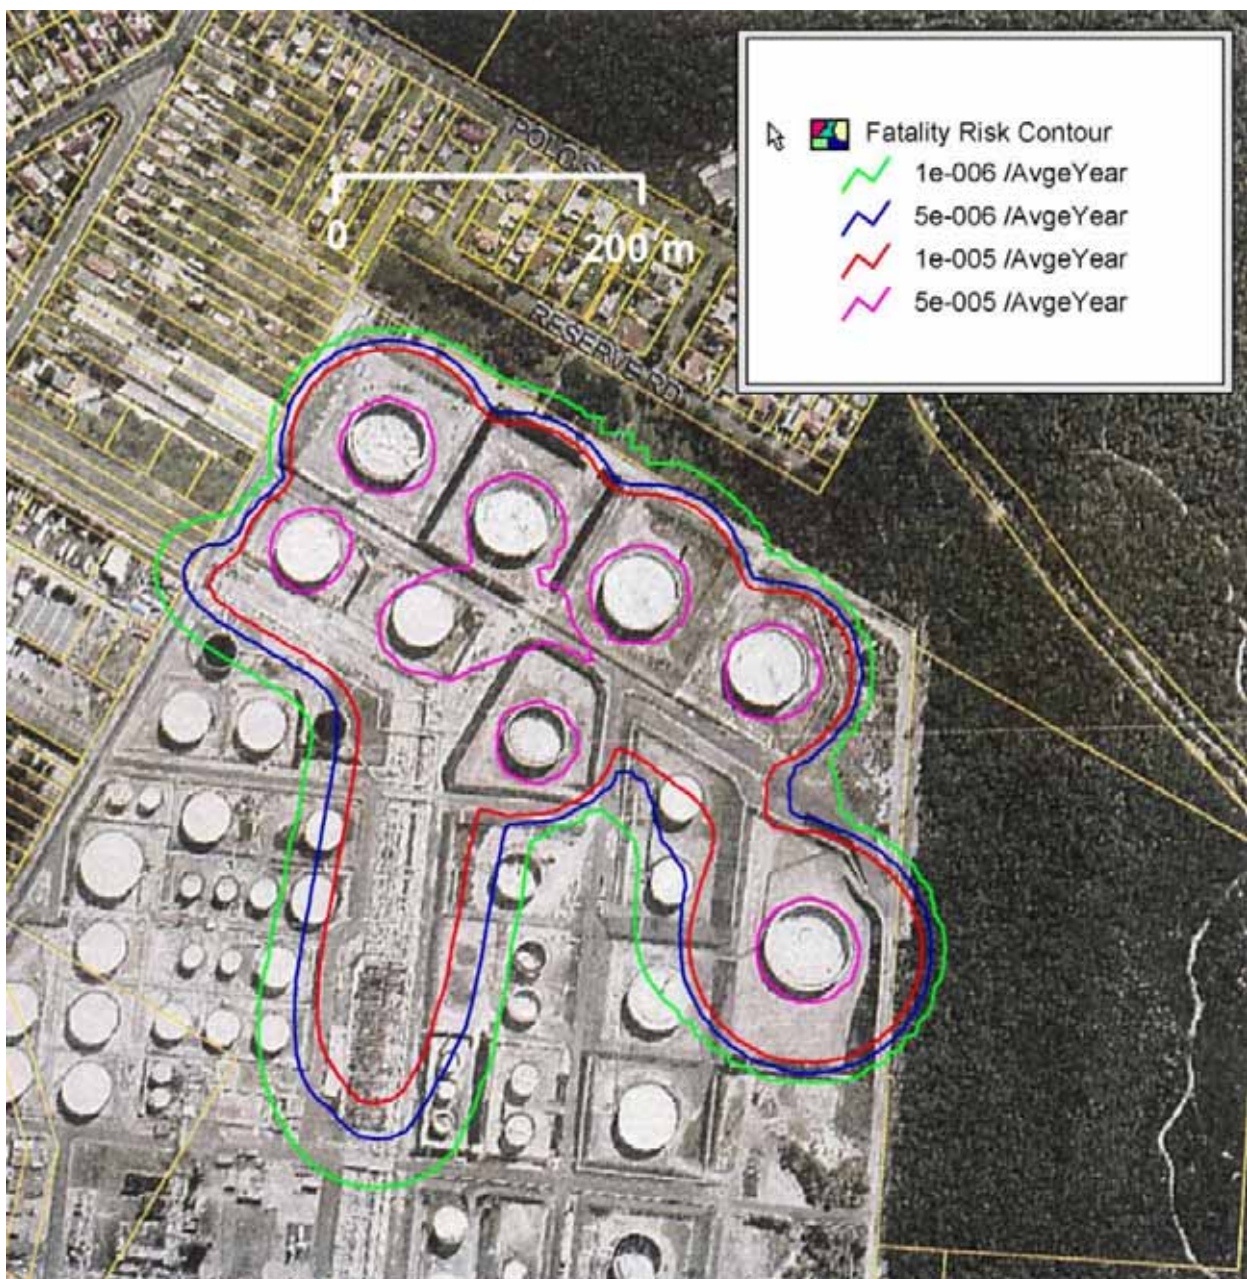 Fatality Risk Contour
1e-006 /AvgeYear
5e-006 /AvgeYear
1e-005 /AvgeYear
5e-005 /AvgeYear
POLO S
0
200 m
RESERVE RD